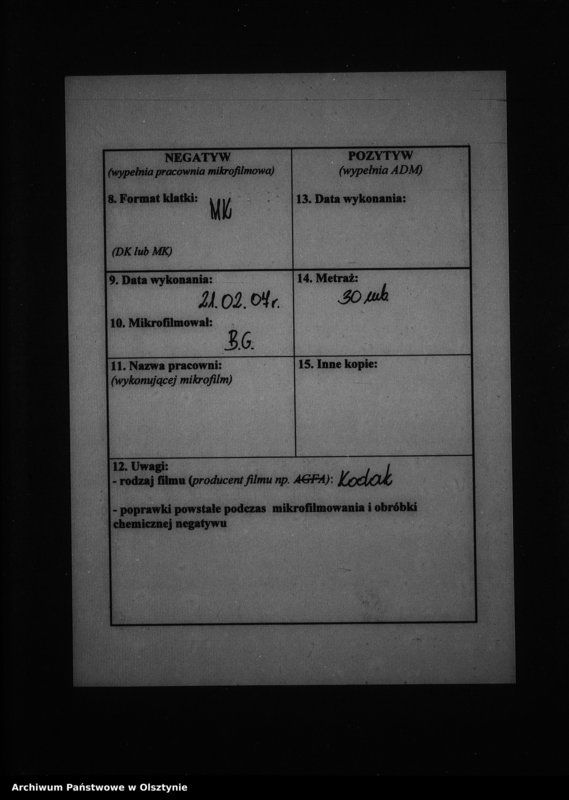 NEGATYW
(wypełnia pracownia mikrofilmowa)
8. Format klatki: MK
(DK lub MK)
9. Data wykonania:
21.02.07r.
10. Mikrofilmował:
B.G.
11. Nazwa pracowni:
(wykonującej mikrofilm)
POZYTYW
(wypełnia ADM)
13. Data wykonania:
14. Metraż:
30 mb
15. Inne kopie:
12. Uwagi:
- rodzaj filmu (producent filmu np. AGFA): Kodak
- poprawki powstałe podczas mikrofilmowania i obróbki
chemicznej negatywu
Archiwum Państwowe w Olsztynie